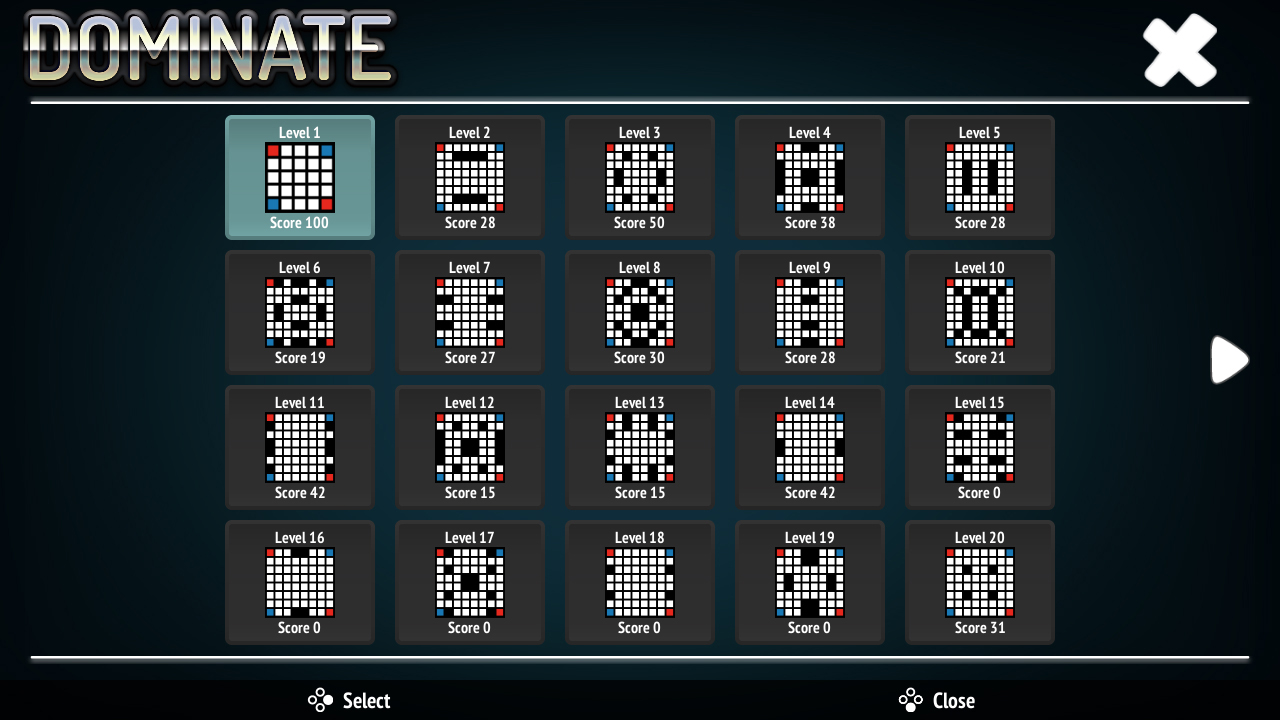 DOMINATE
Level 1
Level 2
Level 3
Level 4
Level 5
Score 100
Score 28
Score 50
Score 38
Score 28
Level 6
Level 7
Level 8
Level 9
Level 10
Score 19
Score 27
Score 30
Score 28
Score 21
Level 11
Level 12
Level 13
Level 14
Level 15
Score 42
Score 15
Score 15
Score 42
Score 0
Level 16
Level 17
Level 18
Level 19
Level 20
Score 0
Score 0
Score 0
Score 0
Score 31
Select
Close